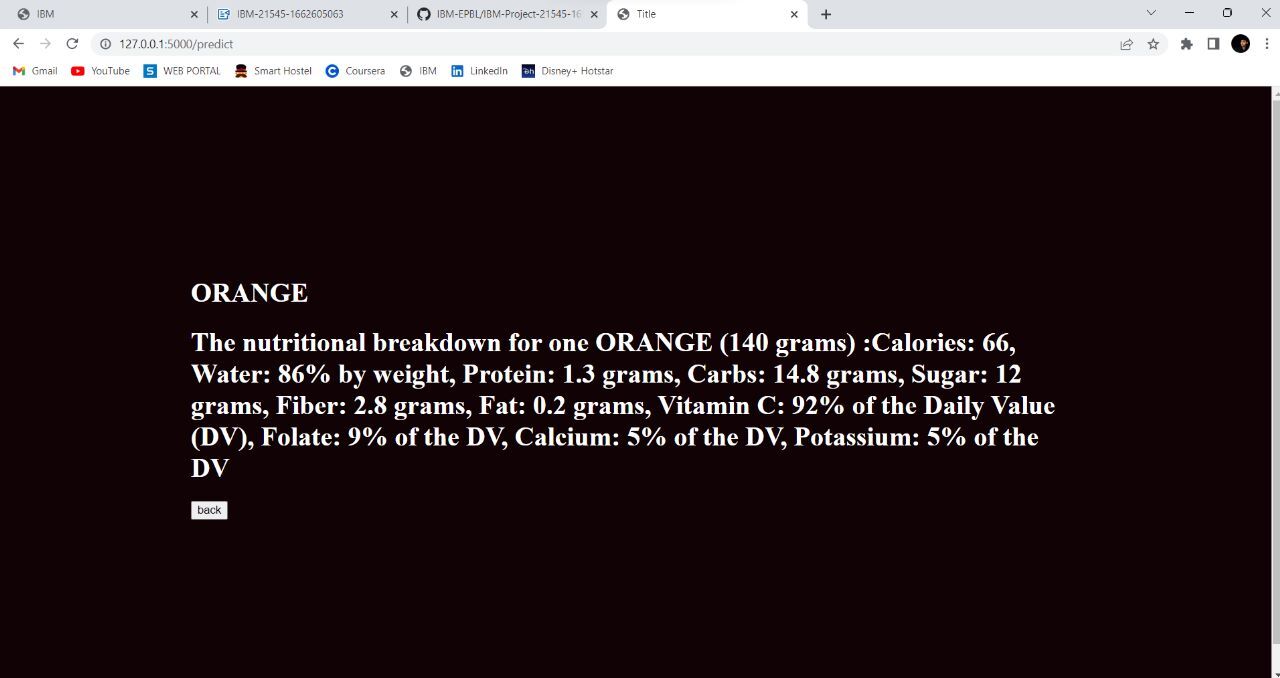 IBM
IBM-21545-1662605063
IBM-EPBL/IBM-Project-21545-16
Title
127.0.0.1:5000/predict
Gmail
YouTube
S WEB PORTAL
Smart Hostel
Coursera
IBM
in LinkedIn
Disney+ Hotstar
ORANGE
The nutritional breakdown for one ORANGE (140 grams) :Calories: 66,
Water: 86% by weight, Protein: 1.3 grams, Carbs: 14.8 grams, Sugar: 12
grams, Fiber: 2.8 grams, Fat: 0.2 grams, Vitamin C: 92% of the Daily Value
(DV), Folate: 9% of the DV, Calcium: 5% of the DV, Potassium: 5% of the
DV
back